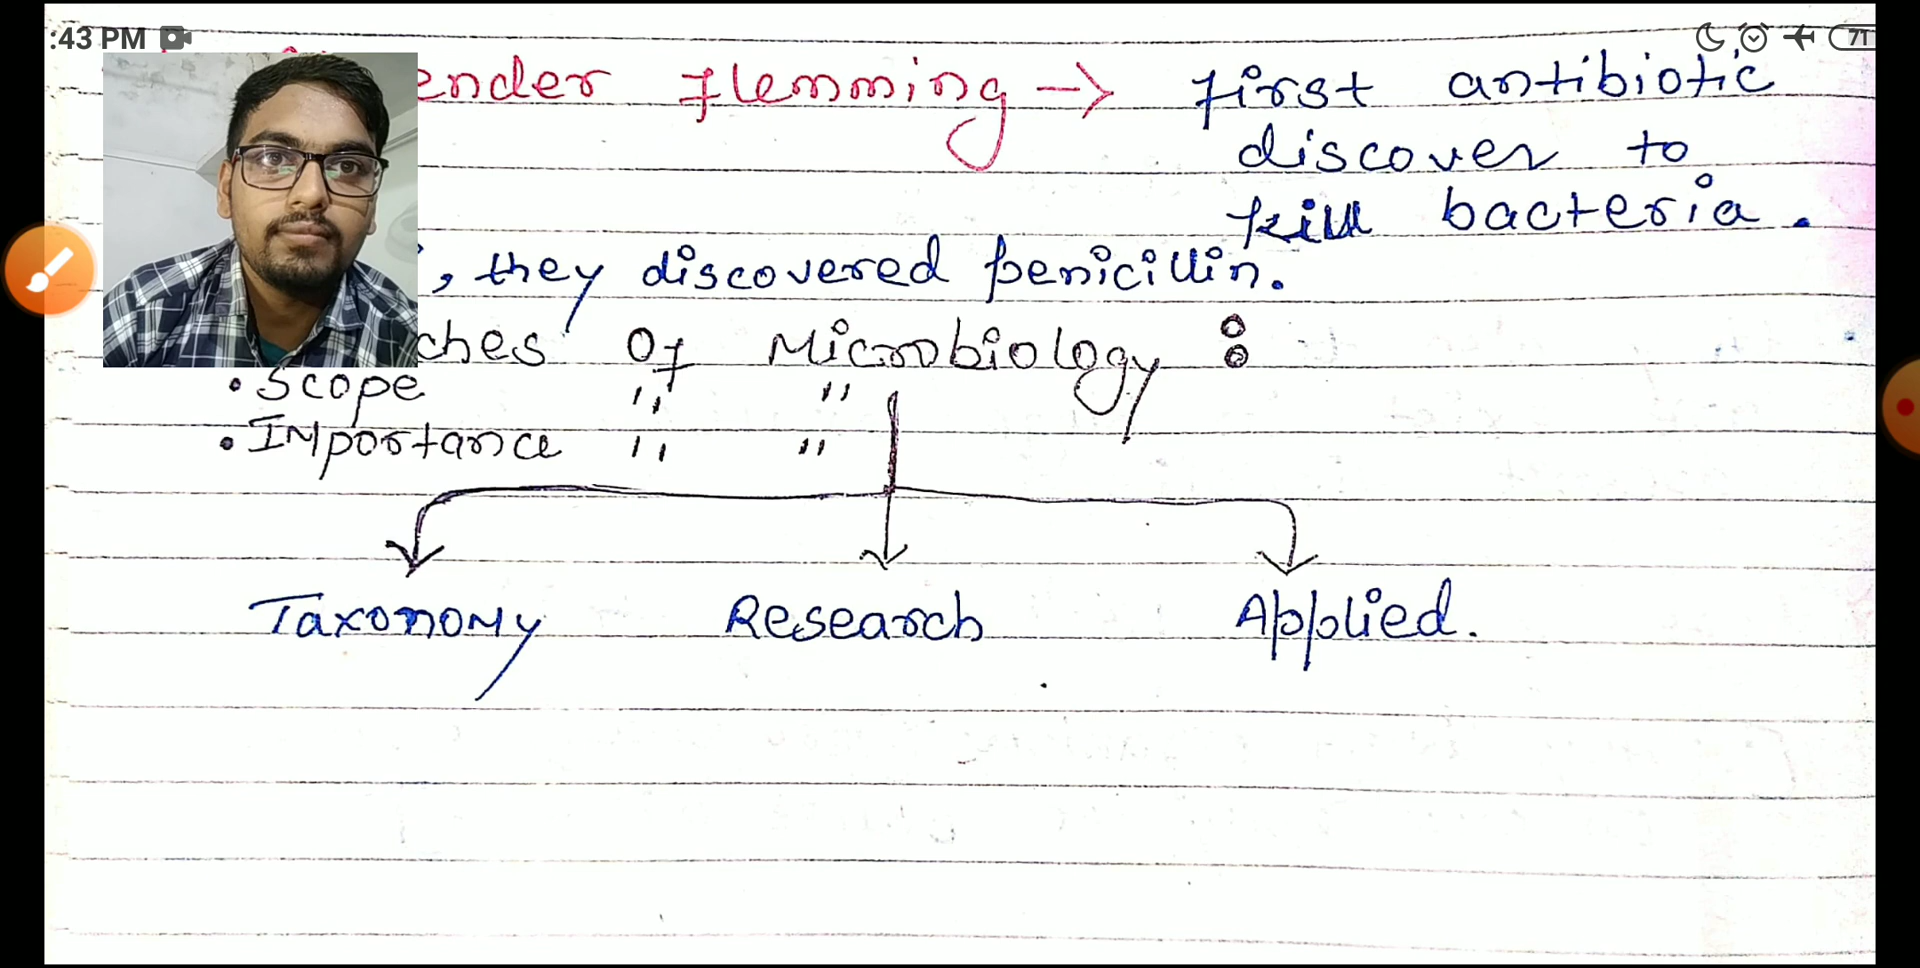 :43 PM
71
ender Flemming → First antibiotic
discover to
kill bacteria.
, they discovered penicillin.
ches Of Microbiology :
• Scope " "
• Importance " "
Taxonomy Research Applied.